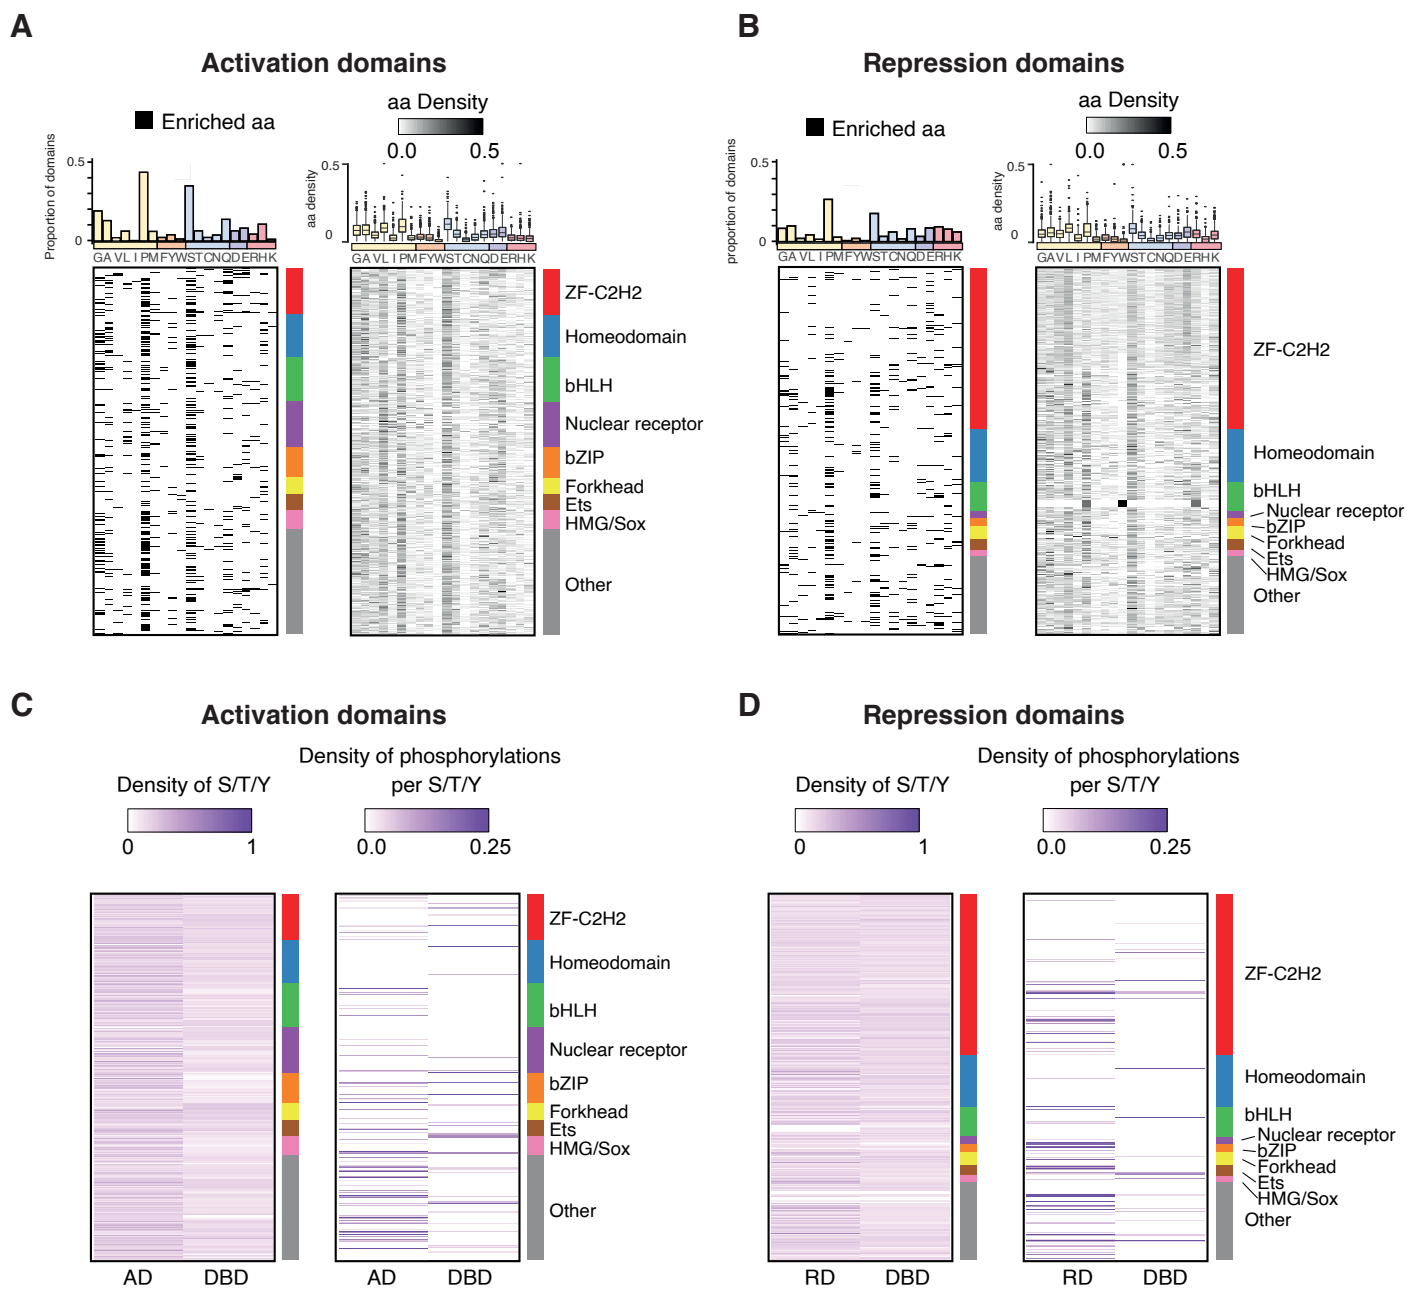 A
Activation domains
Enriched aa
aa Density
0.0 0.5
Proportion of domains
0.5
0
GAVLIPMFYWSTCNQDERHK
aa density
0.5
0
GAVLIPMFYWSTCNQDERHK
ZF-C2H2
Homeodomain
bHLH
Nuclear receptor
bZIP
Forkhead
Ets
HMG/Sox
Other
B
Repression domains
Enriched aa
aa Density
0.0 0.5
proportion of domains
0.5
0
GAVLIPMFYWSTCNQDERHK
aa density
0.5
0
GAVLIPMFYWSTCNQDERHK
ZF-C2H2
Homeodomain
bHLH
Nuclear receptor
bZIP
Forkhead
Ets
HMG/Sox
Other
C
Activation domains
Density of S/T/Y
0 1
Density of phosphorylations
per S/T/Y
0.0 0.25
ZF-C2H2
Homeodomain
bHLH
Nuclear receptor
bZIP
Forkhead
Ets
HMG/Sox
Other
AD DBD
AD DBD
D
Repression domains
Density of S/T/Y
0 1
Density of phosphorylations
per S/T/Y
0.0 0.25
ZF-C2H2
Homeodomain
bHLH
Nuclear receptor
bZIP
Forkhead
Ets
HMG/Sox
Other
RD DBD
RD DBD